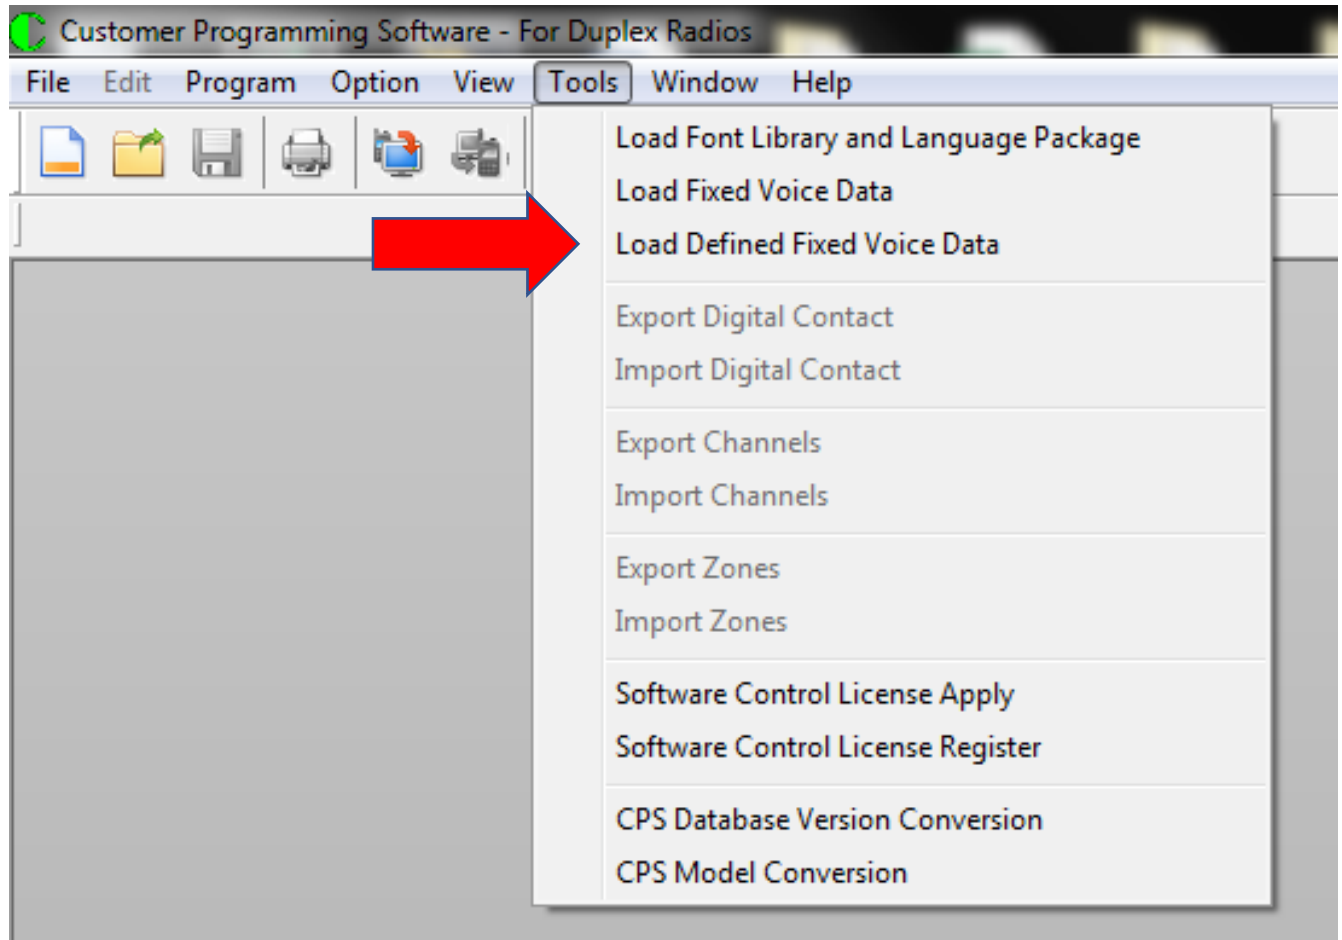 Customer Programming Software - For Duplex Radios
File Edit Program Option View Tools Window Help
Load Font Library and Language Package
Load Fixed Voice Data
Load Defined Fixed Voice Data
Export Digital Contact
Import Digital Contact
Export Channels
Import Channels
Export Zones
Import Zones
Software Control License Apply
Software Control License Register
CPS Database Version Conversion
CPS Model Conversion